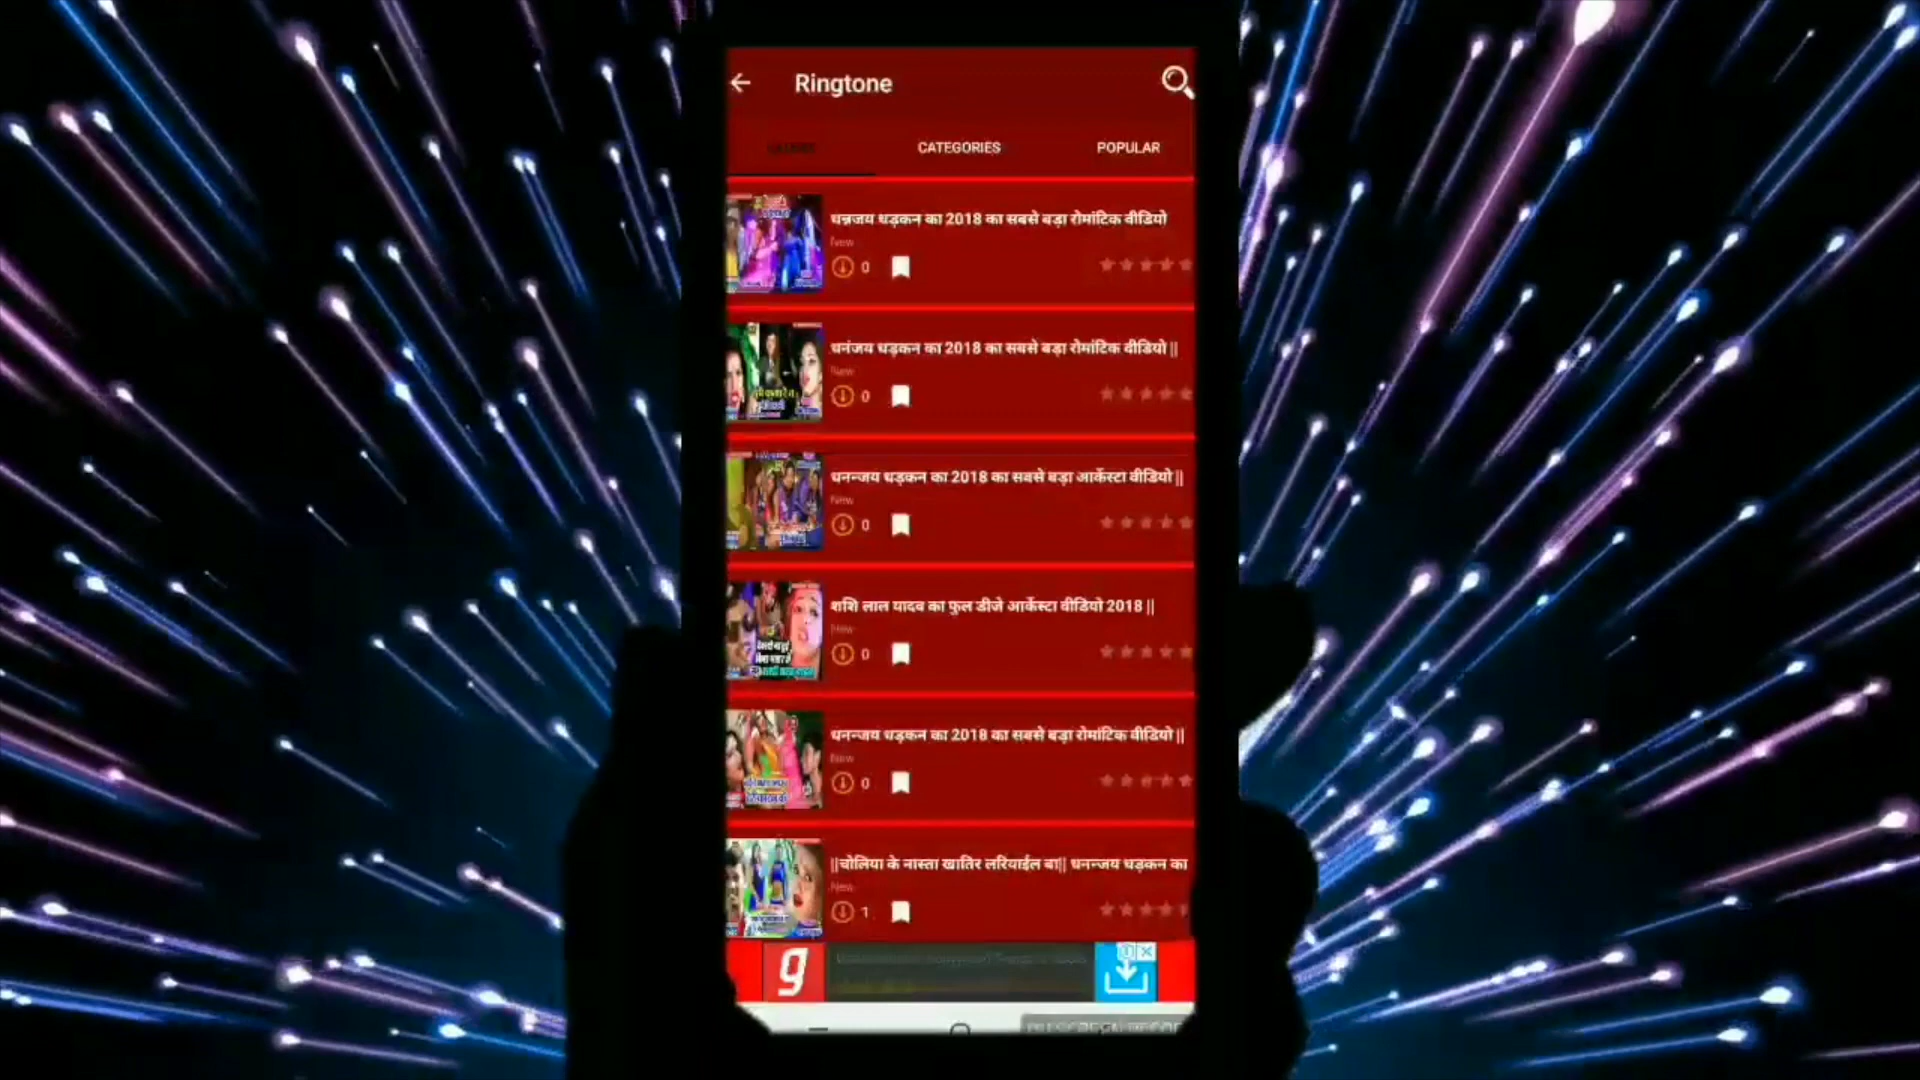 Ringtone
CATEGORIES
POPULAR
धन्नजय धड़कन का 2018 का सबसे बड़ा रोमांटिक वीडियो
New
0
धनंजय धड़कन का 2018 का सबसे बड़ा रोमांटिक वीडियो ||
New
0
धनन्जय धड़कन का 2018 का सबसे बड़ा आर्केस्टा वीडियो ||
New
0
शशि लाल यादव का फुल डीजे आर्केस्टा वीडियो 2018 ||
New
0
धनन्जय धड़कन का 2018 का सबसे बड़ा रोमांटिक वीडियो ||
New
0
||चोलिया के नास्ता खातिर लरियाईल बा|| धनन्जय धड़कन का
New
1
g